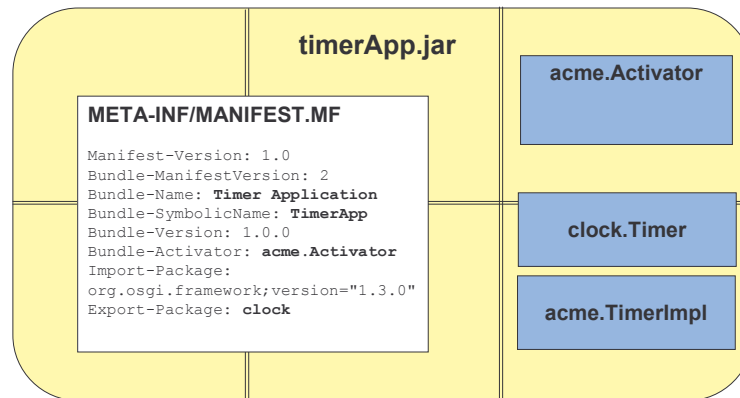 timerApp.jar
acme.Activator
META-INF/MANIFEST.MF
Manifest-Version: 1.0
Bundle-ManifestVersion: 2
Bundle-Name: Timer Application
Bundle-SymbolicName: TimerApp
Bundle-Version: 1.0.0
Bundle-Activator: acme.Activator
Import-Package:
org.osgi.framework;version="1.3.0"
Export-Package: clock
clock.Timer
acme.TimerImpl